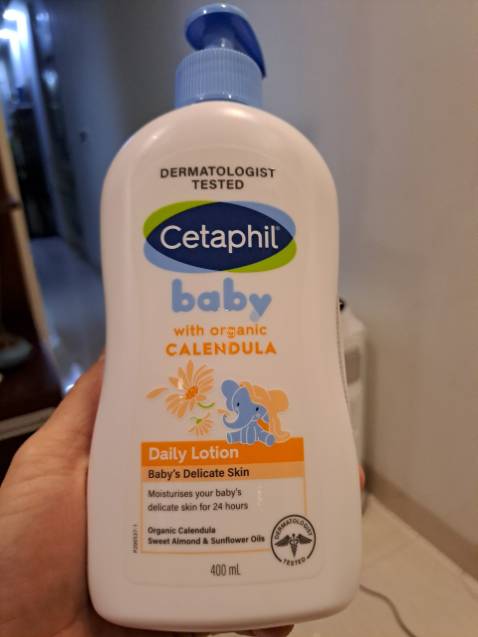 DERMATOLOGIST
TESTED
Cetaphil®
baby
with organic
CALENDULA
Daily Lotion
Baby's Delicate Skin
Moisturises your baby's
delicate skin for 24 hours
Organic Calendula
Sweet Almond & Sunflower Oils
DERMATOLOGIST
TESTED
400 mL